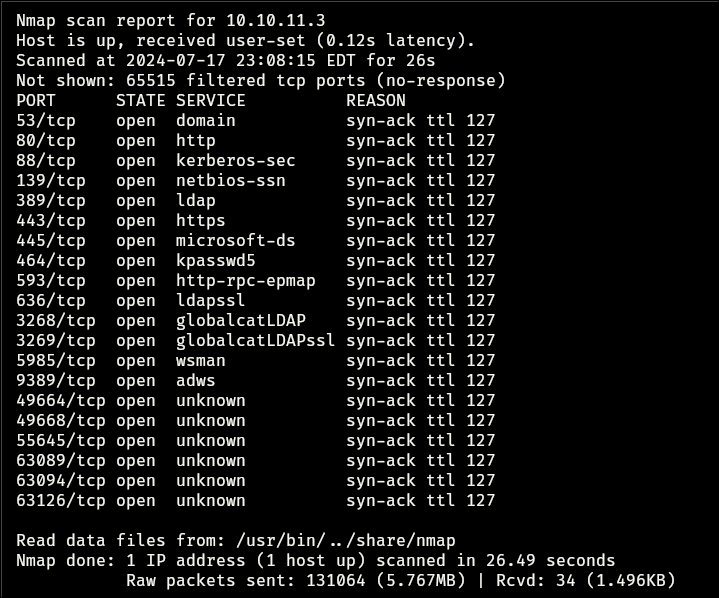 Nmap scan report for 10.10.11.3
Host is up, received user-set (0.12s latency).
Scanned at 2024-07-17 23:08:15 EDT for 26s
Not shown: 65515 filtered tcp ports (no-response)
PORT      STATE SERVICE          REASON
53/tcp    open  domain           syn-ack ttl 127
80/tcp    open  http             syn-ack ttl 127
88/tcp    open  kerberos-sec     syn-ack ttl 127
139/tcp   open  netbios-ssn      syn-ack ttl 127
389/tcp   open  ldap             syn-ack ttl 127
443/tcp   open  https            syn-ack ttl 127
445/tcp   open  microsoft-ds     syn-ack ttl 127
464/tcp   open  kpasswd5         syn-ack ttl 127
593/tcp   open  http-rpc-epmap   syn-ack ttl 127
636/tcp   open  ldapssl          syn-ack ttl 127
3268/tcp  open  globalcatLDAP    syn-ack ttl 127
3269/tcp  open  globalcatLDAPssl syn-ack ttl 127
5985/tcp  open  wsman            syn-ack ttl 127
9389/tcp  open  adws             syn-ack ttl 127
49664/tcp open  unknown          syn-ack ttl 127
49668/tcp open  unknown          syn-ack ttl 127
55645/tcp open  unknown          syn-ack ttl 127
63089/tcp open  unknown          syn-ack ttl 127
63094/tcp open  unknown          syn-ack ttl 127
63126/tcp open  unknown          syn-ack ttl 127
Read data files from: /usr/bin/../share/nmap
Nmap done: 1 IP address (1 host up) scanned in 26.49 seconds
           Raw packets sent: 131064 (5.767MB) | Rcvd: 34 (1.496KB)